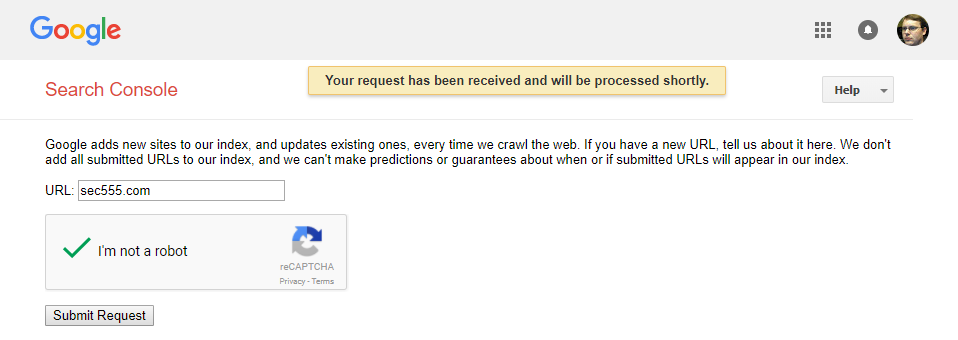 Google
Your request has been received and will be processed shortly.
Search Console
Help
Google adds new sites to our index, and updates existing ones, every time we crawl the web. If you have a new URL, tell us about it here. We don't
add all submitted URLs to our index, and we can't make predictions or guarantees about when or if submitted URLs will appear in our index.
URL: sec555.com
I'm not a robot
reCAPTCHA
Privacy - Terms
Submit Request